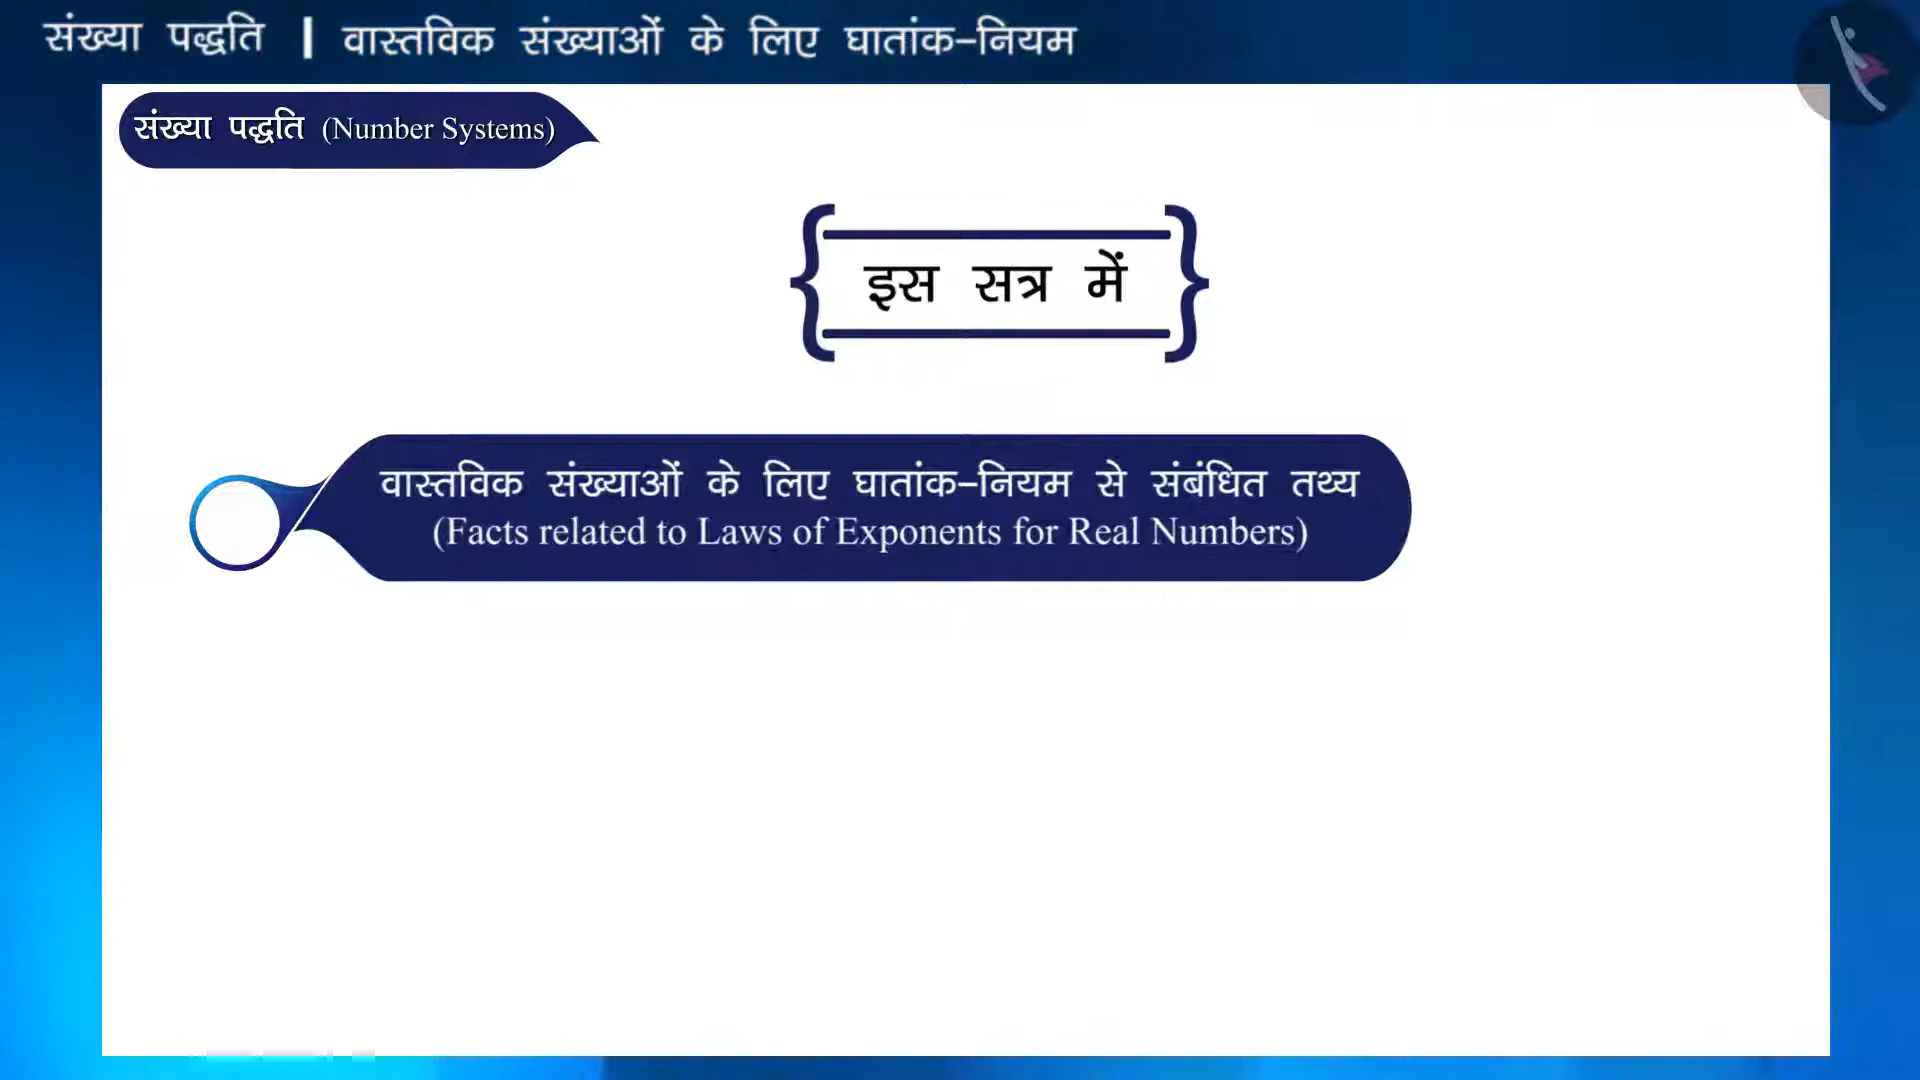 संख्या पद्धति | वास्तविक संख्याओं के लिए घातांक-नियम
संख्या पद्धति (Number Systems)
इस सत्र में
वास्तविक संख्याओं के लिए घातांक-नियम से संबंधित तथ्य
(Facts related to Laws of Exponents for Real Numbers)